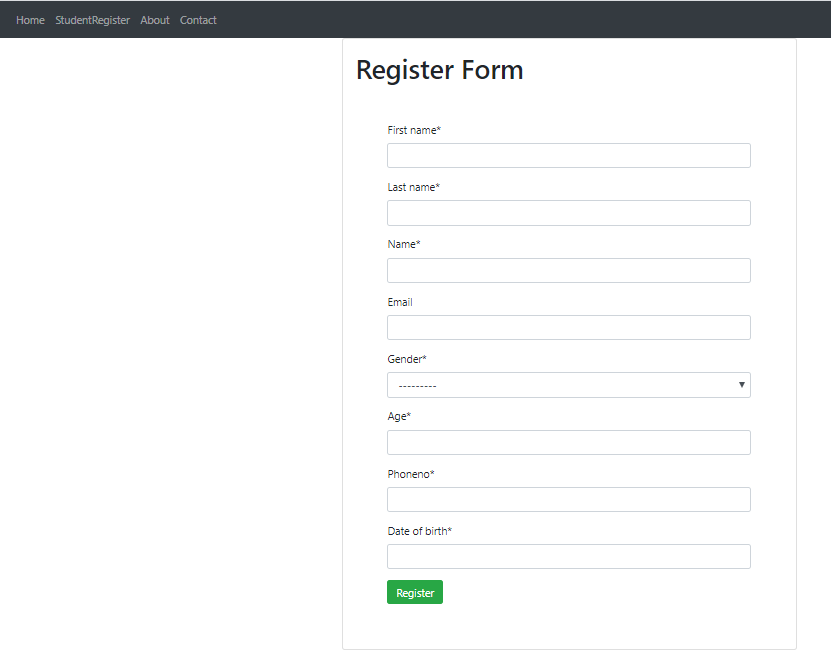 Home StudentRegister About Contact
Register Form
First name*
Last name*
Name*
Email
Gender*
---------
Age*
Phoneno*
Date of birth*
Register